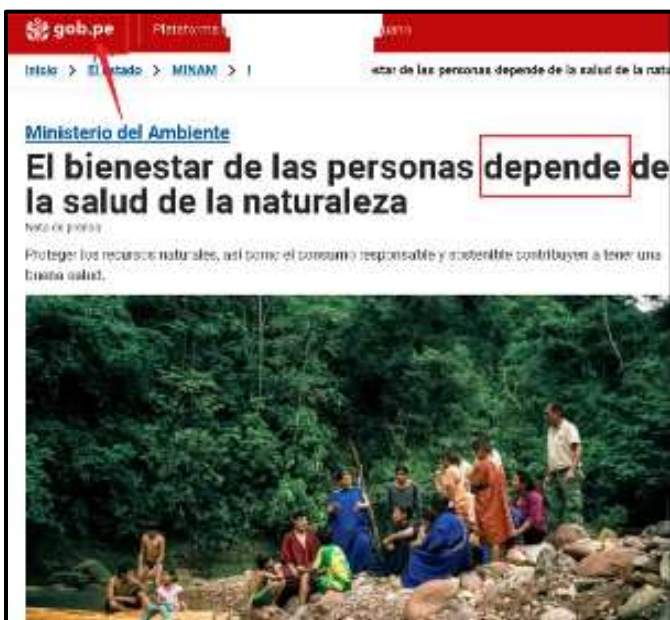 gob.pe
Inicio > El Estado > MINAM >
estar de las personas depende de la salud de la natu
Ministerio del Ambiente
El bienestar de las personas depende de
la salud de la naturaleza
Nota de prensa
Proteger los recursos naturales, así como el consumo responsable y sostenible contribuyen a tener una
buena salud.